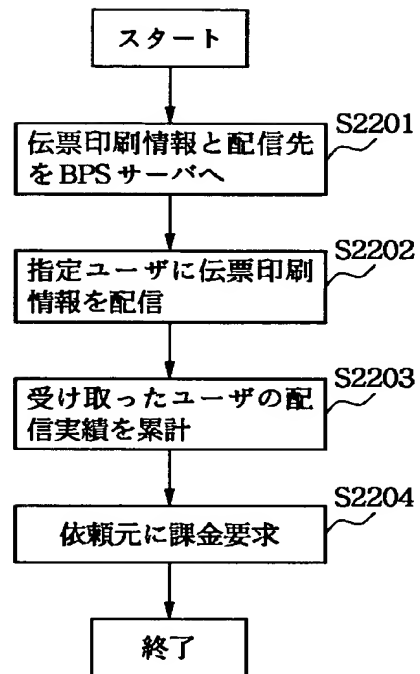 スタート
S2201
伝票印刷情報と配信先
をBPSサーバへ
S2202
指定ユーザに伝票印刷
情報を配信
S2203
受け取ったユーザの配
信実績を累計
S2204
依頼元に課金要求
終了